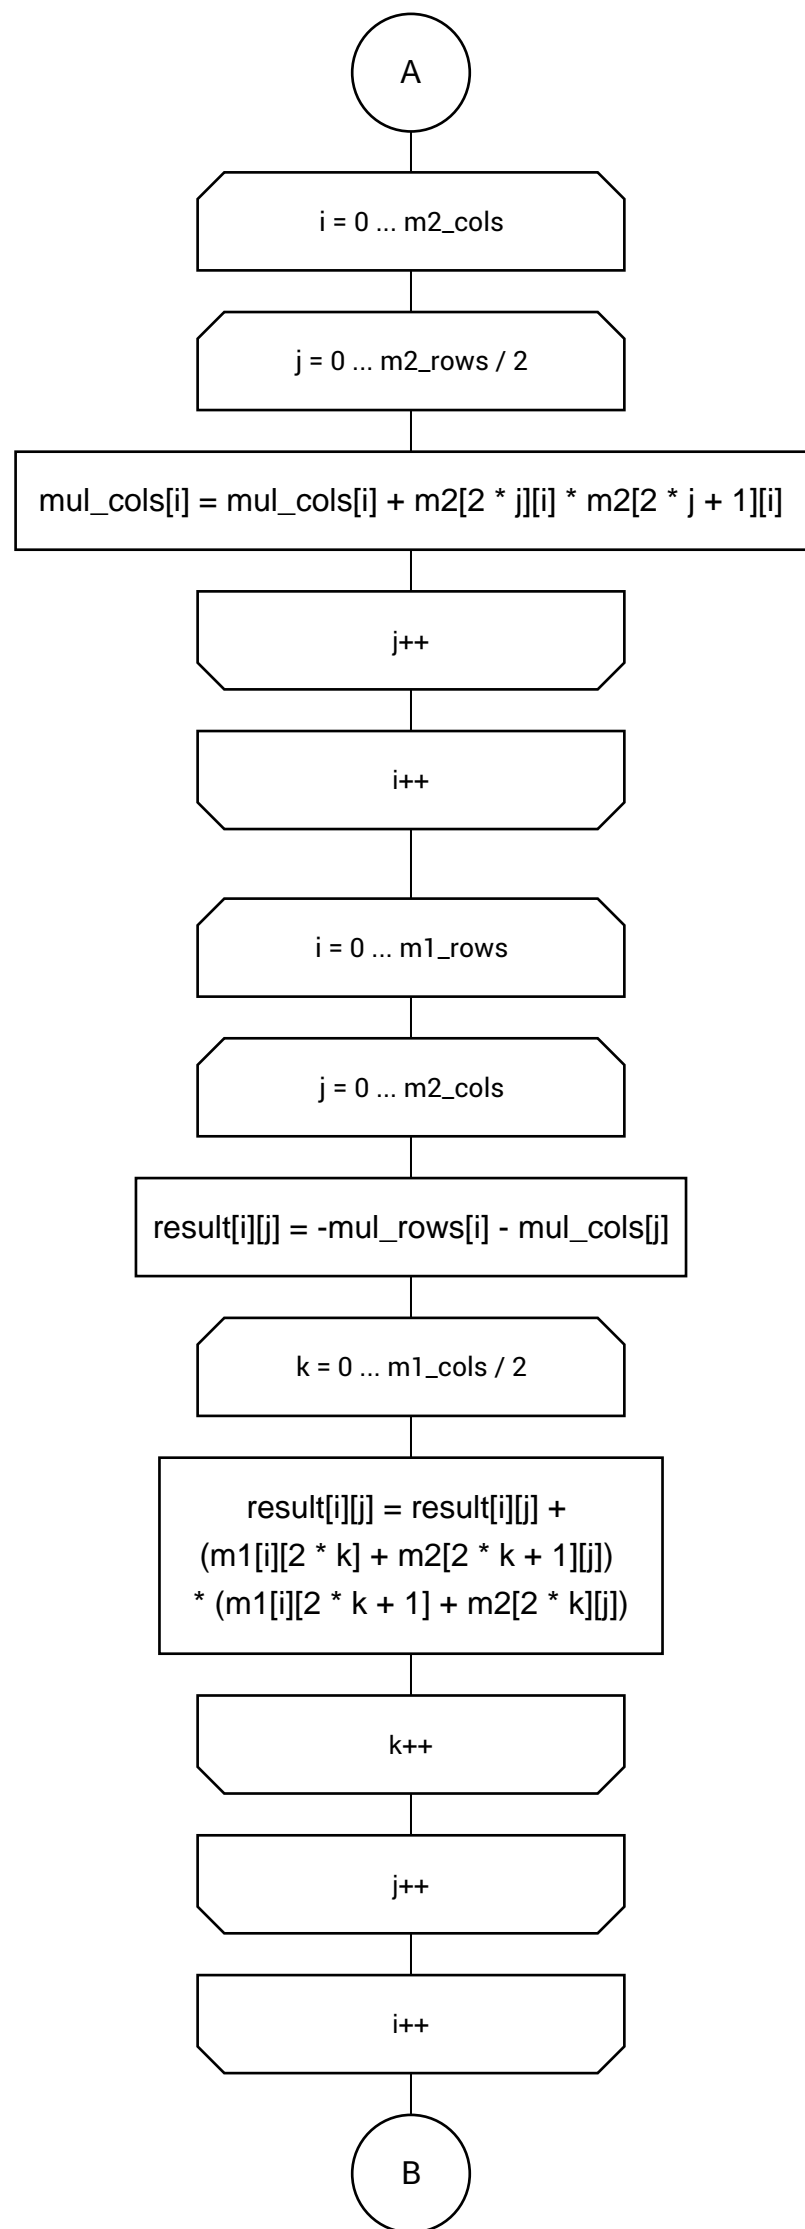 A
i = 0 ... m2_cols
j = 0 ... m2_rows / 2
mul_cols[i] = mul_cols[i] + m2[2 * j][i] * m2[2 * j + 1][i]
j++
i++
i = 0 ... m1_rows
j = 0 ... m2_cols
result[i][j] = -mul_rows[i] - mul_cols[j]
k = 0 ... m1_cols / 2
result[i][j] = result[i][j] +
(m1[i][2 * k] + m2[2 * k + 1][j])
* (m1[i][2 * k + 1] + m2[2 * k][j])
k++
j++
i++
B